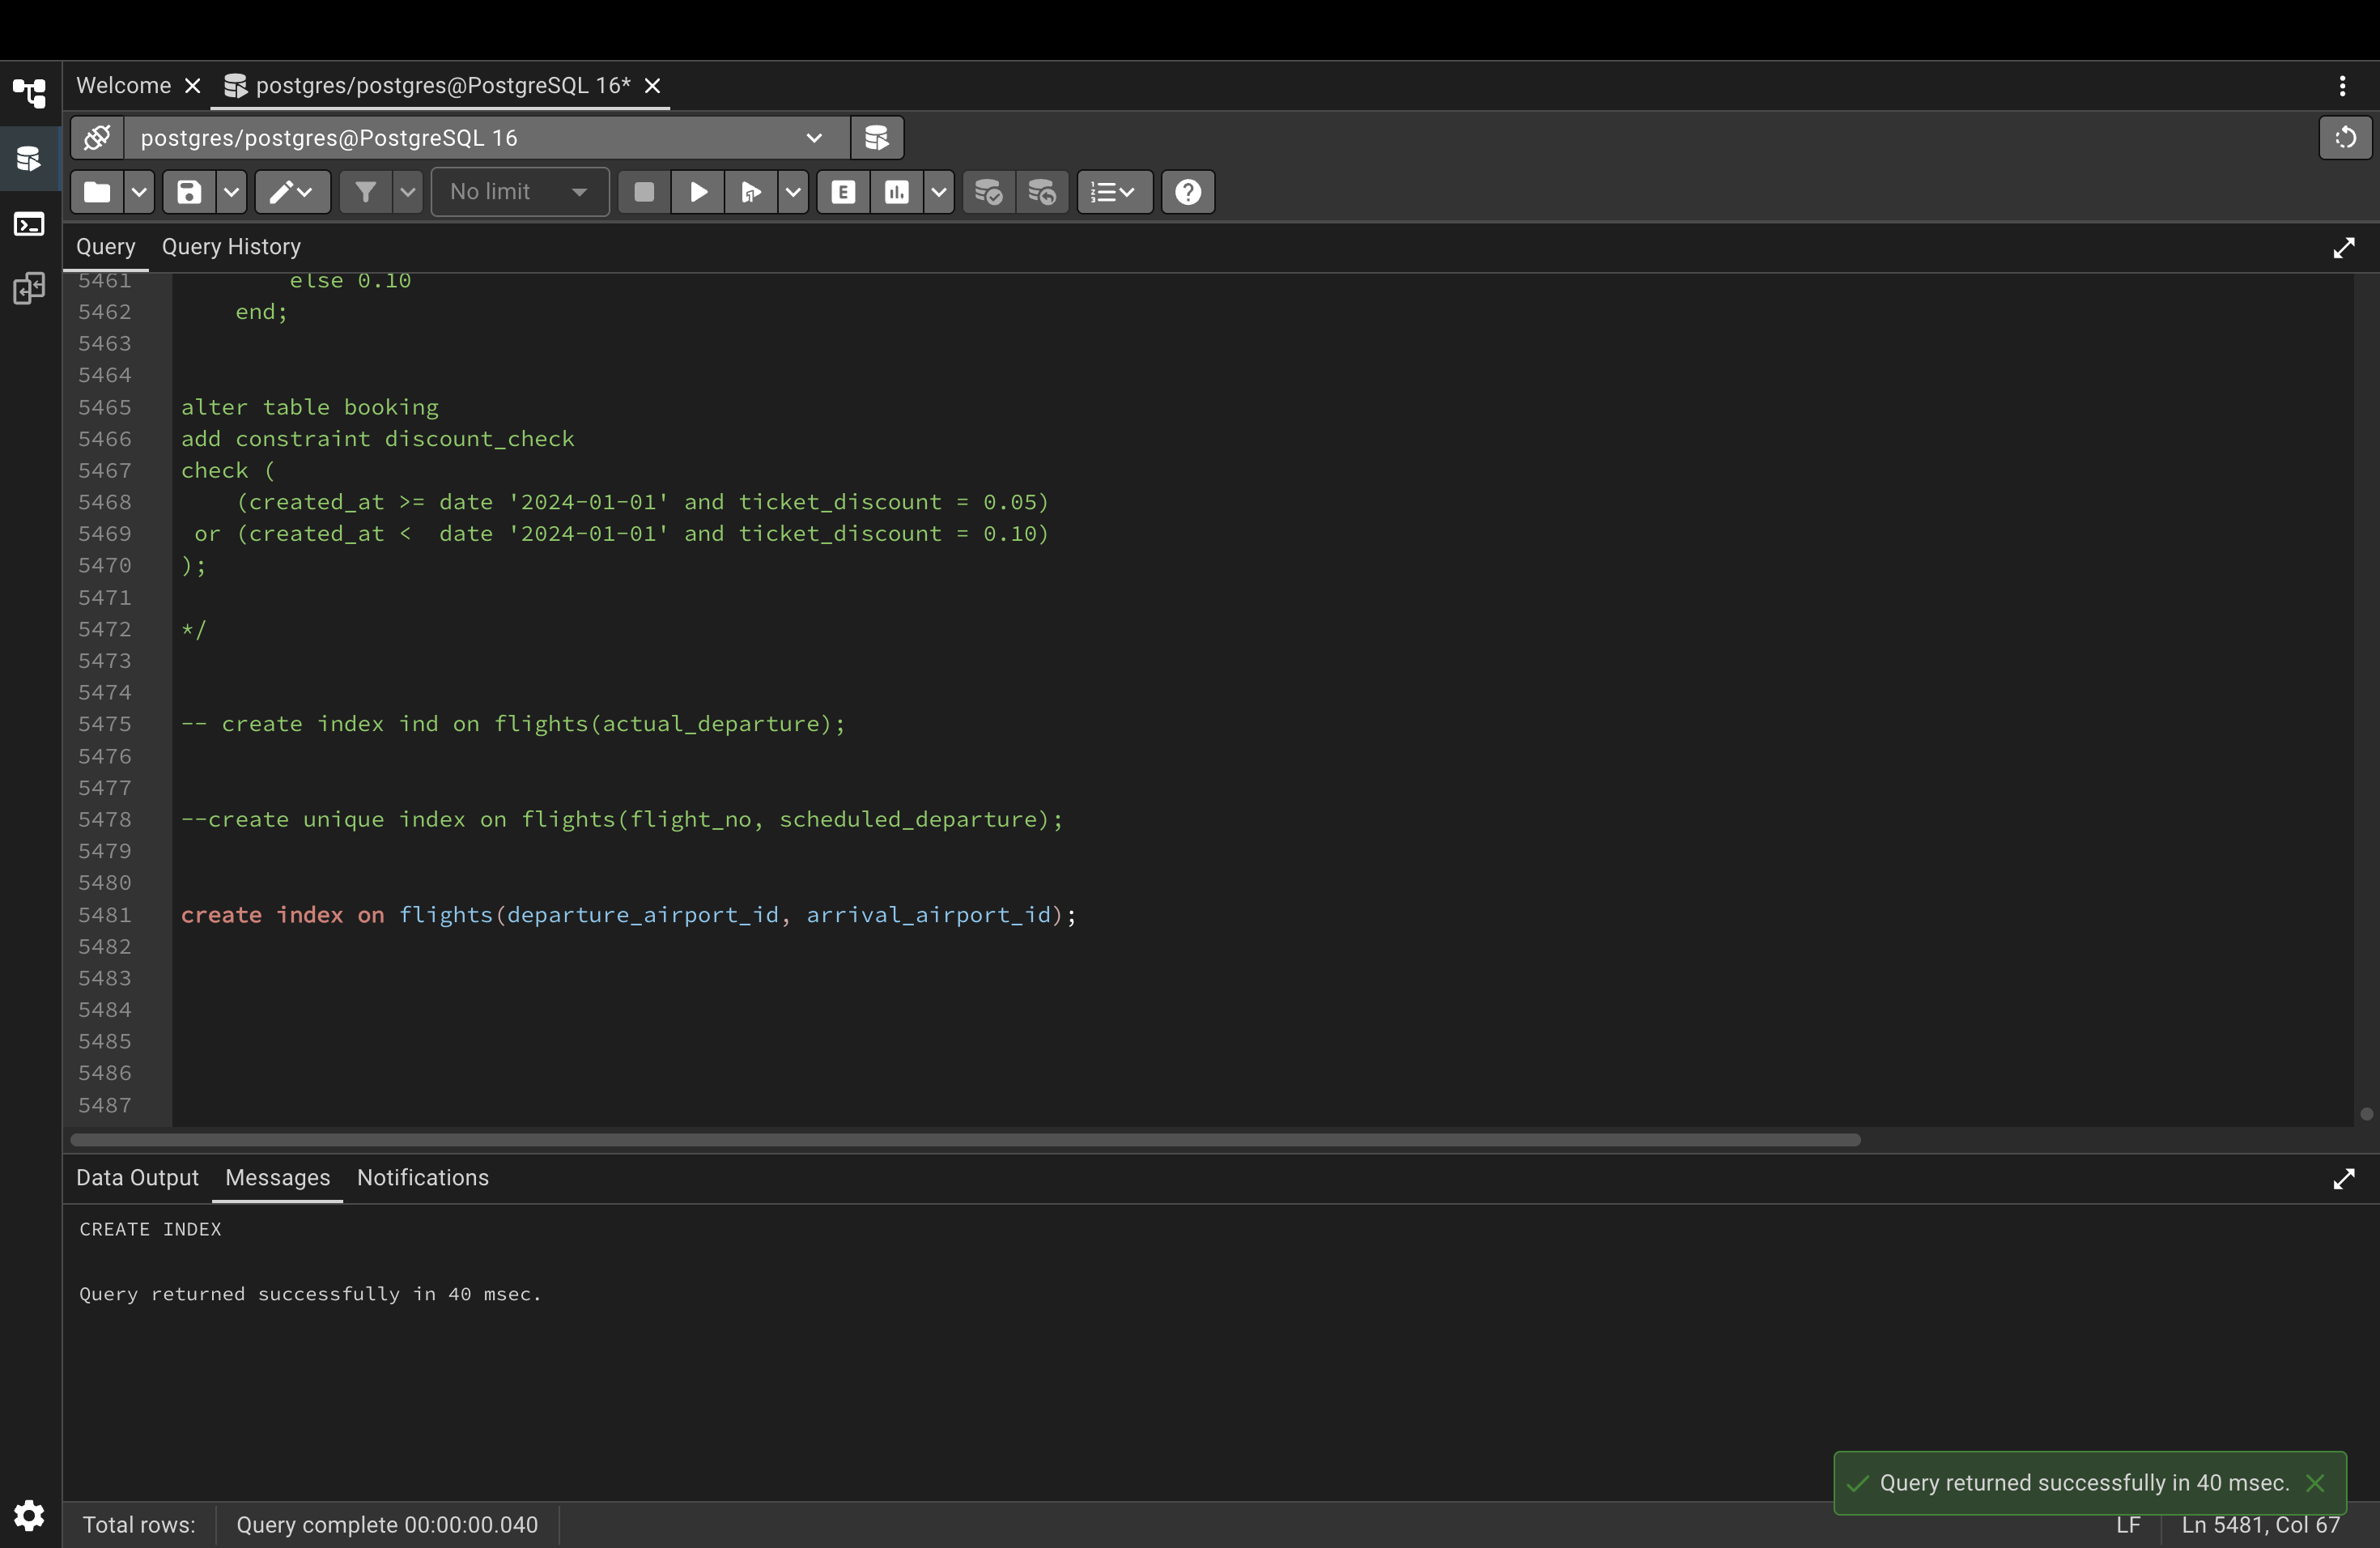 Welcome
postgres/postgres@PostgreSQL 16*
postgres/postgres@PostgreSQL 16
No limit
E
Query Query History
5461 else 0.10
5462 end;
5463
5464
5465 alter table booking
5466 add constraint discount_check
5467 check (
5468 (created_at >= date '2024-01-01' and ticket_discount = 0.05)
5469 or (created_at <  date '2024-01-01' and ticket_discount = 0.10)
5470 );
5471
5472 */
5473
5474
5475 -- create index ind on flights(actual_departure);
5476
5477
5478 --create unique index on flights(flight_no, scheduled_departure);
5479
5480
5481 create index on flights(departure_airport_id, arrival_airport_id);
5482
5483
5484
5485
5486
5487
Data Output Messages Notifications
CREATE INDEX
Query returned successfully in 40 msec.
Query returned successfully in 40 msec.
Total rows: Query complete 00:00:00.040 LF Ln 5481, Col 67